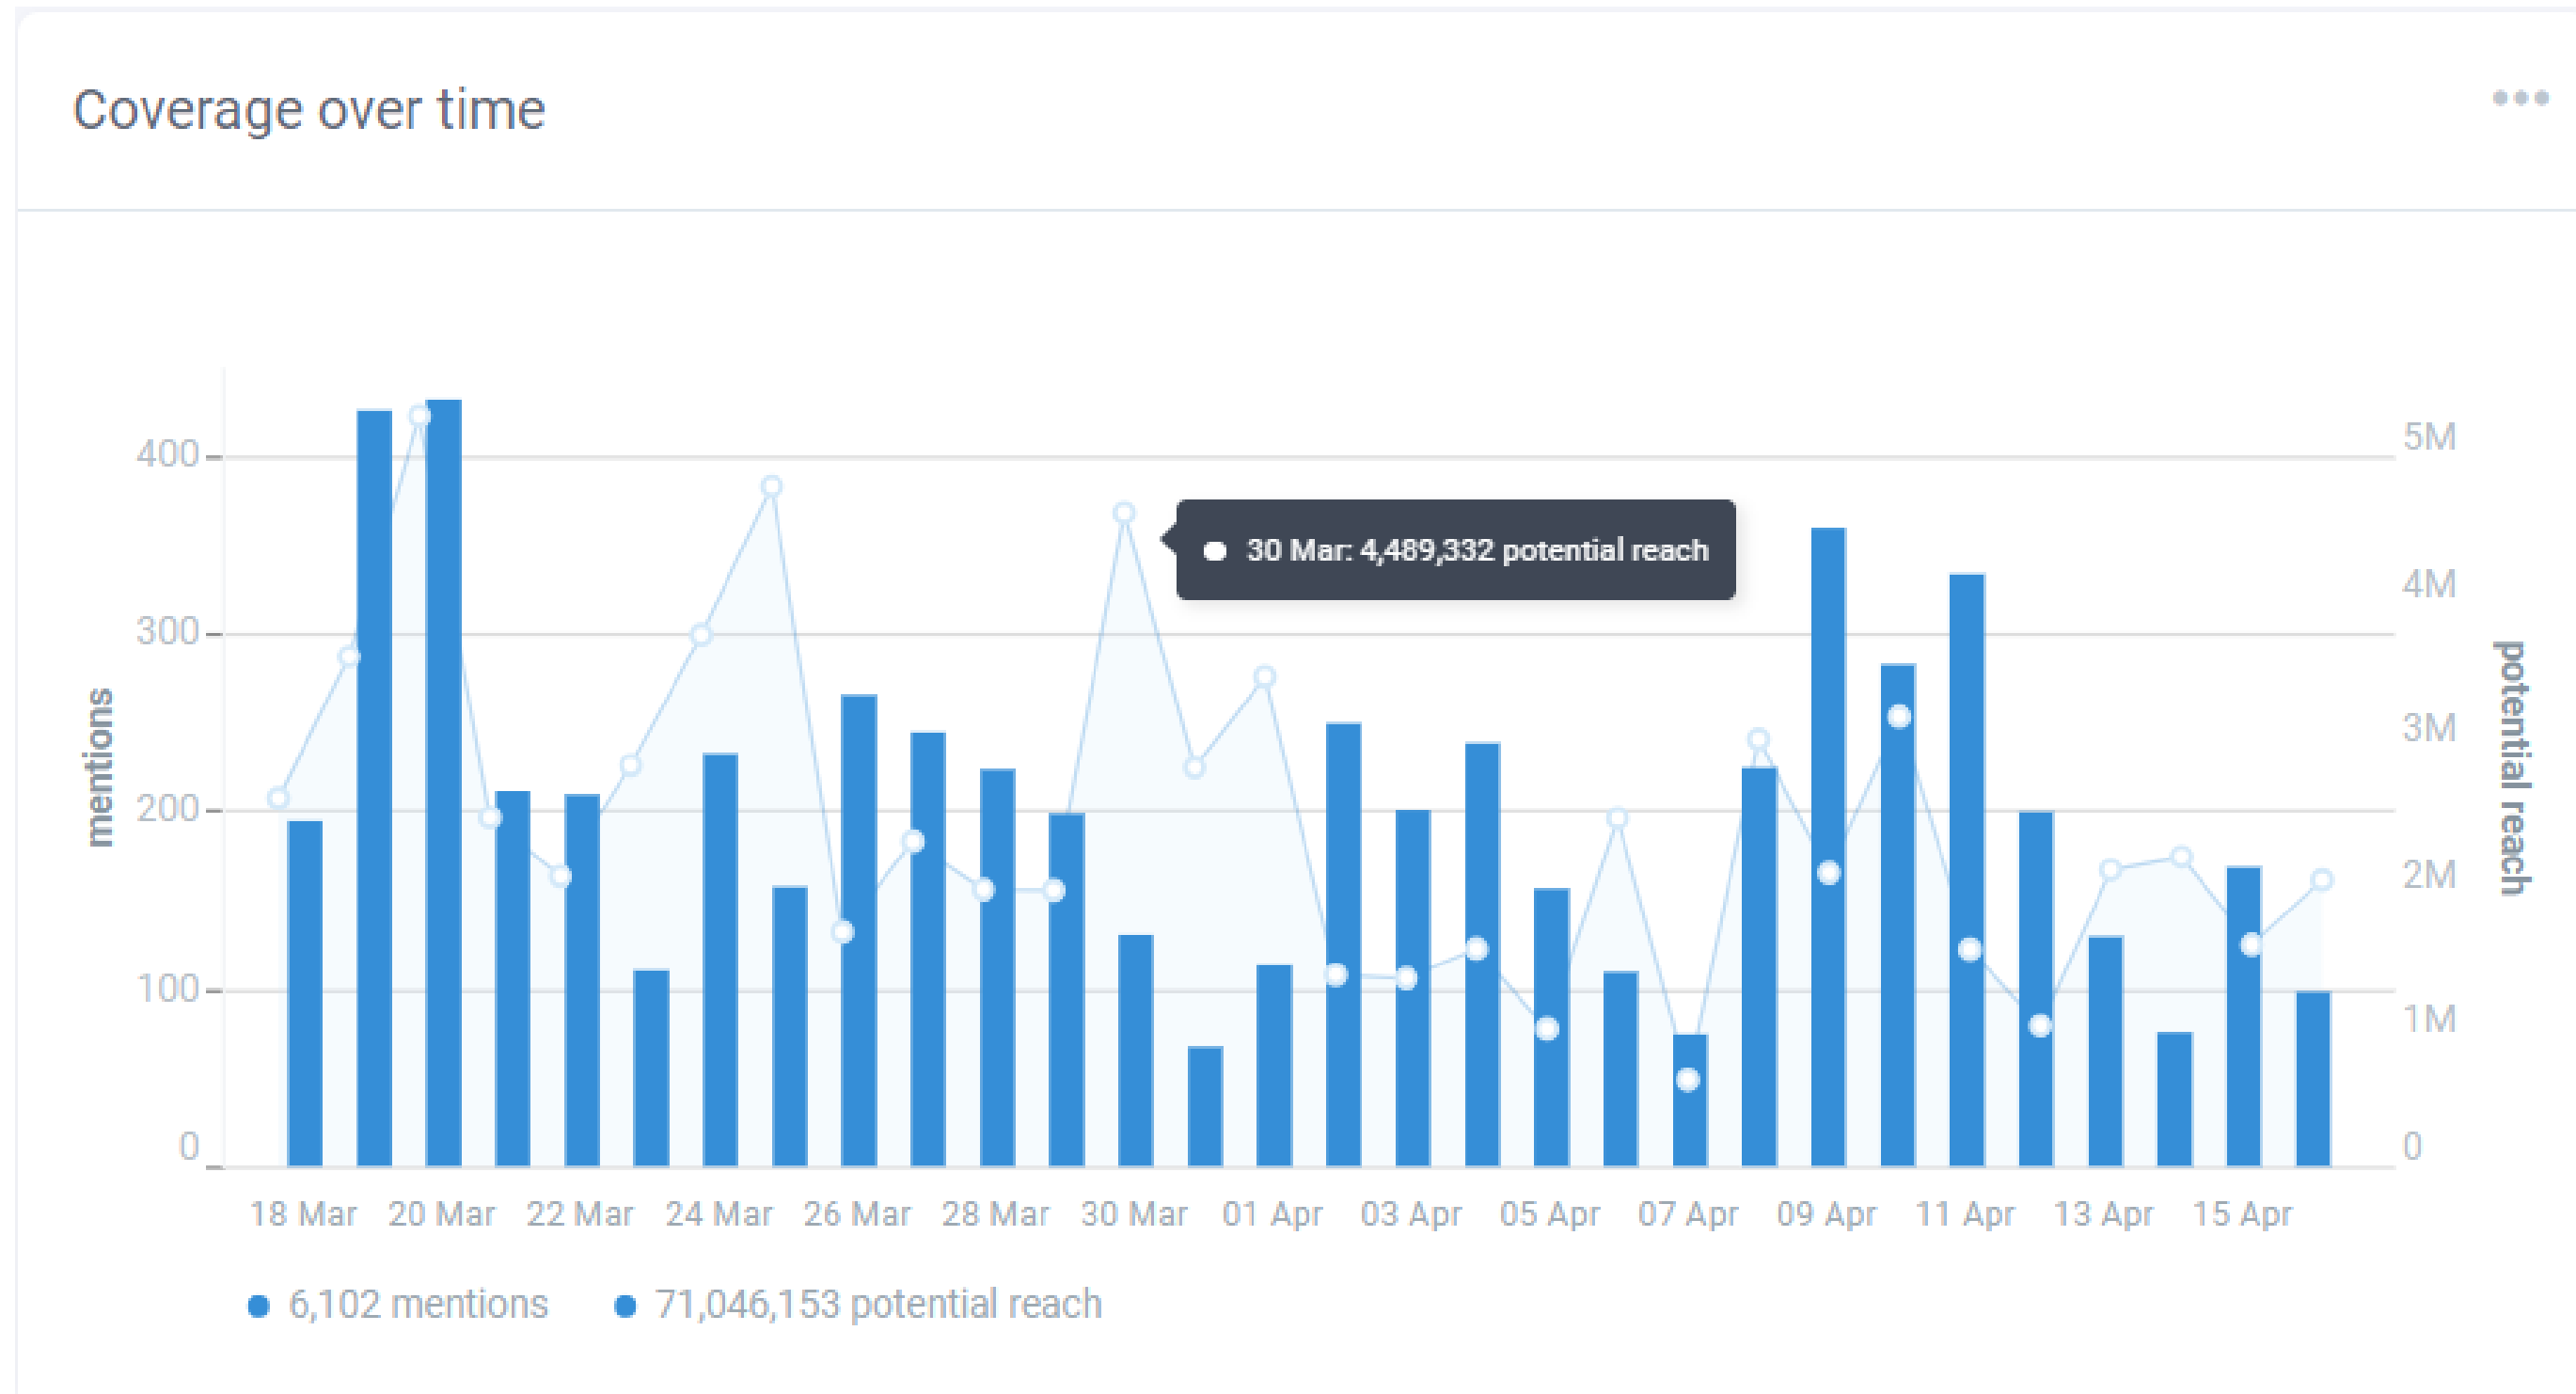 Coverage over time
400
300
200
100
0
mentions
5M
4M
3M
2M
1M
0
potential reach
30 Mar: 4,489,332 potential reach
18 Mar 20 Mar 22 Mar 24 Mar 26 Mar 28 Mar 30 Mar 01 Apr 03 Apr 05 Apr 07 Apr 09 Apr 11 Apr 13 Apr 15 Apr
6,102 mentions 71,046,153 potential reach